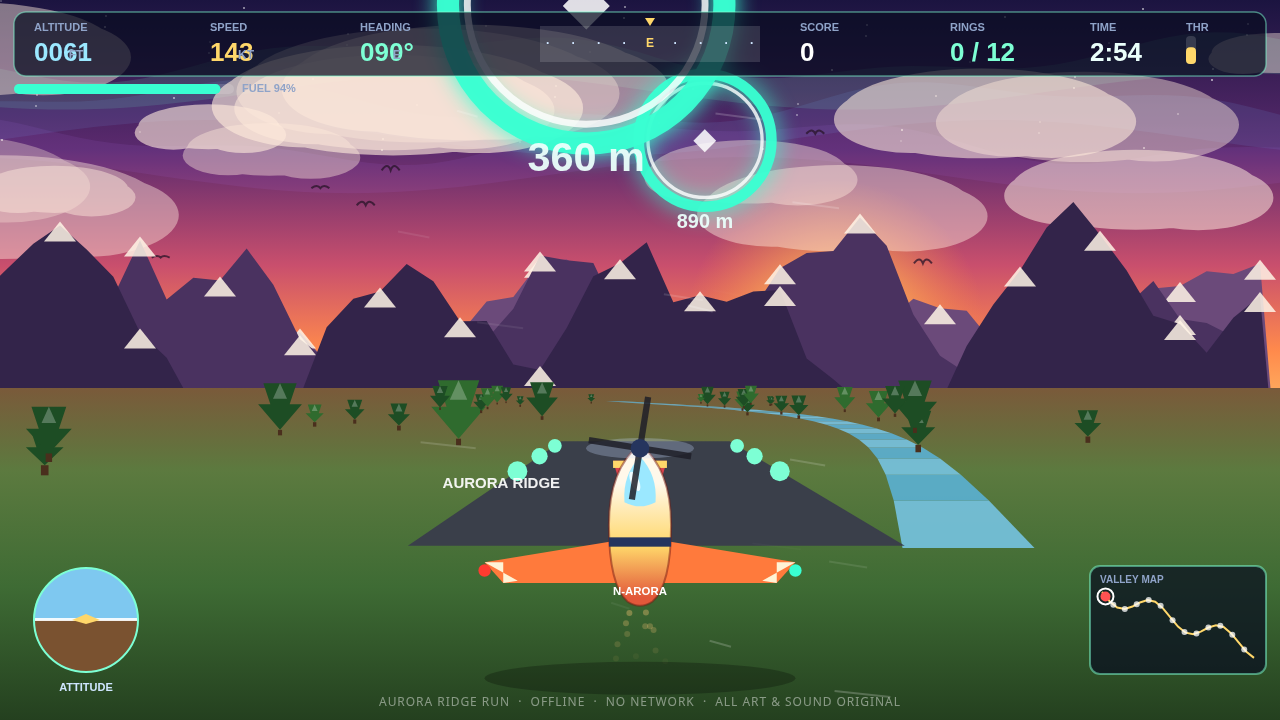 ALTITUDE SPEED HEADING SCORE RINGS TIME THR
0061 143 KT 090° E 0 0 / 12 2:54
FUEL 94%
360 m
890 m
AURORA RIDGE
N-ARORA
VALLEY MAP
ATTITUDE
AURORA RIDGE RUN · OFFLINE · NO NETWORK · ALL ART & SOUND ORIGINAL